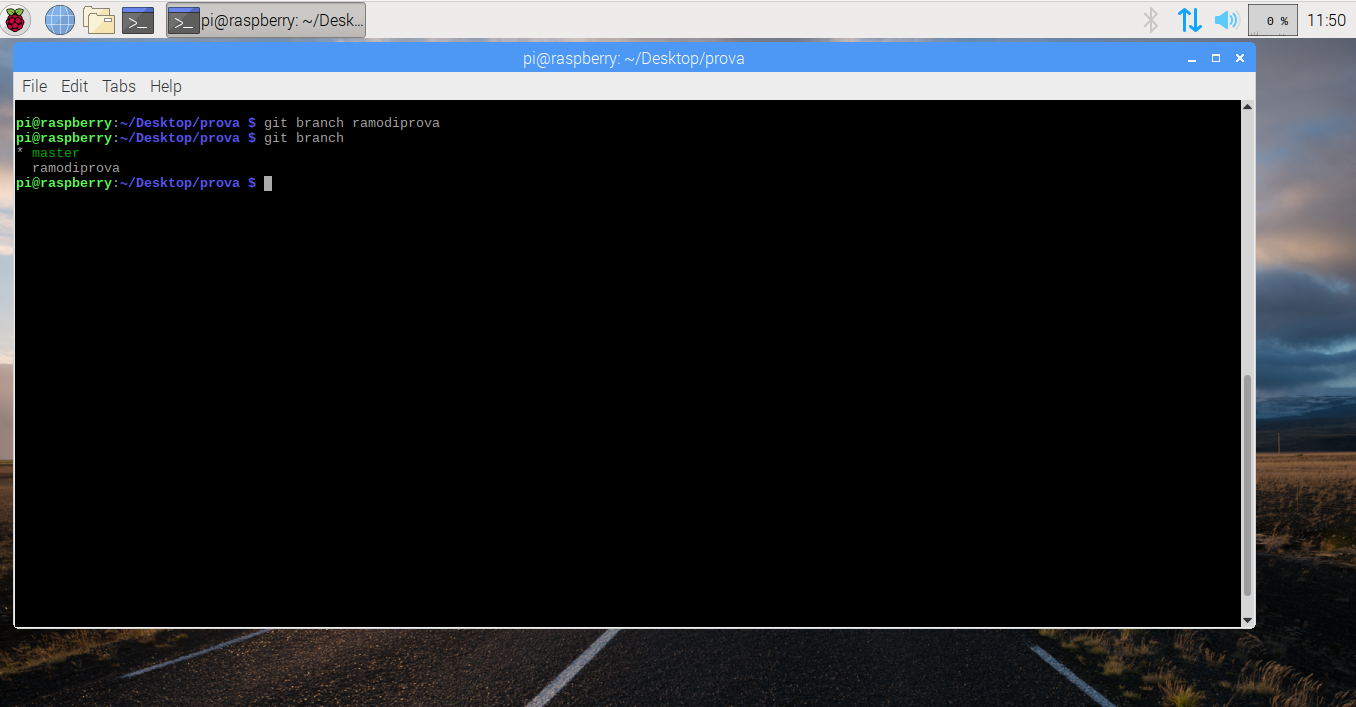 pi@raspberry: ~/Desk...
0 %
11:50
pi@raspberry: ~/Desktop/prova
File Edit Tabs Help
pi@raspberry:~/Desktop/prova $ git branch ramodiprova
pi@raspberry:~/Desktop/prova $ git branch
* master
ramodiprova
pi@raspberry:~/Desktop/prova $